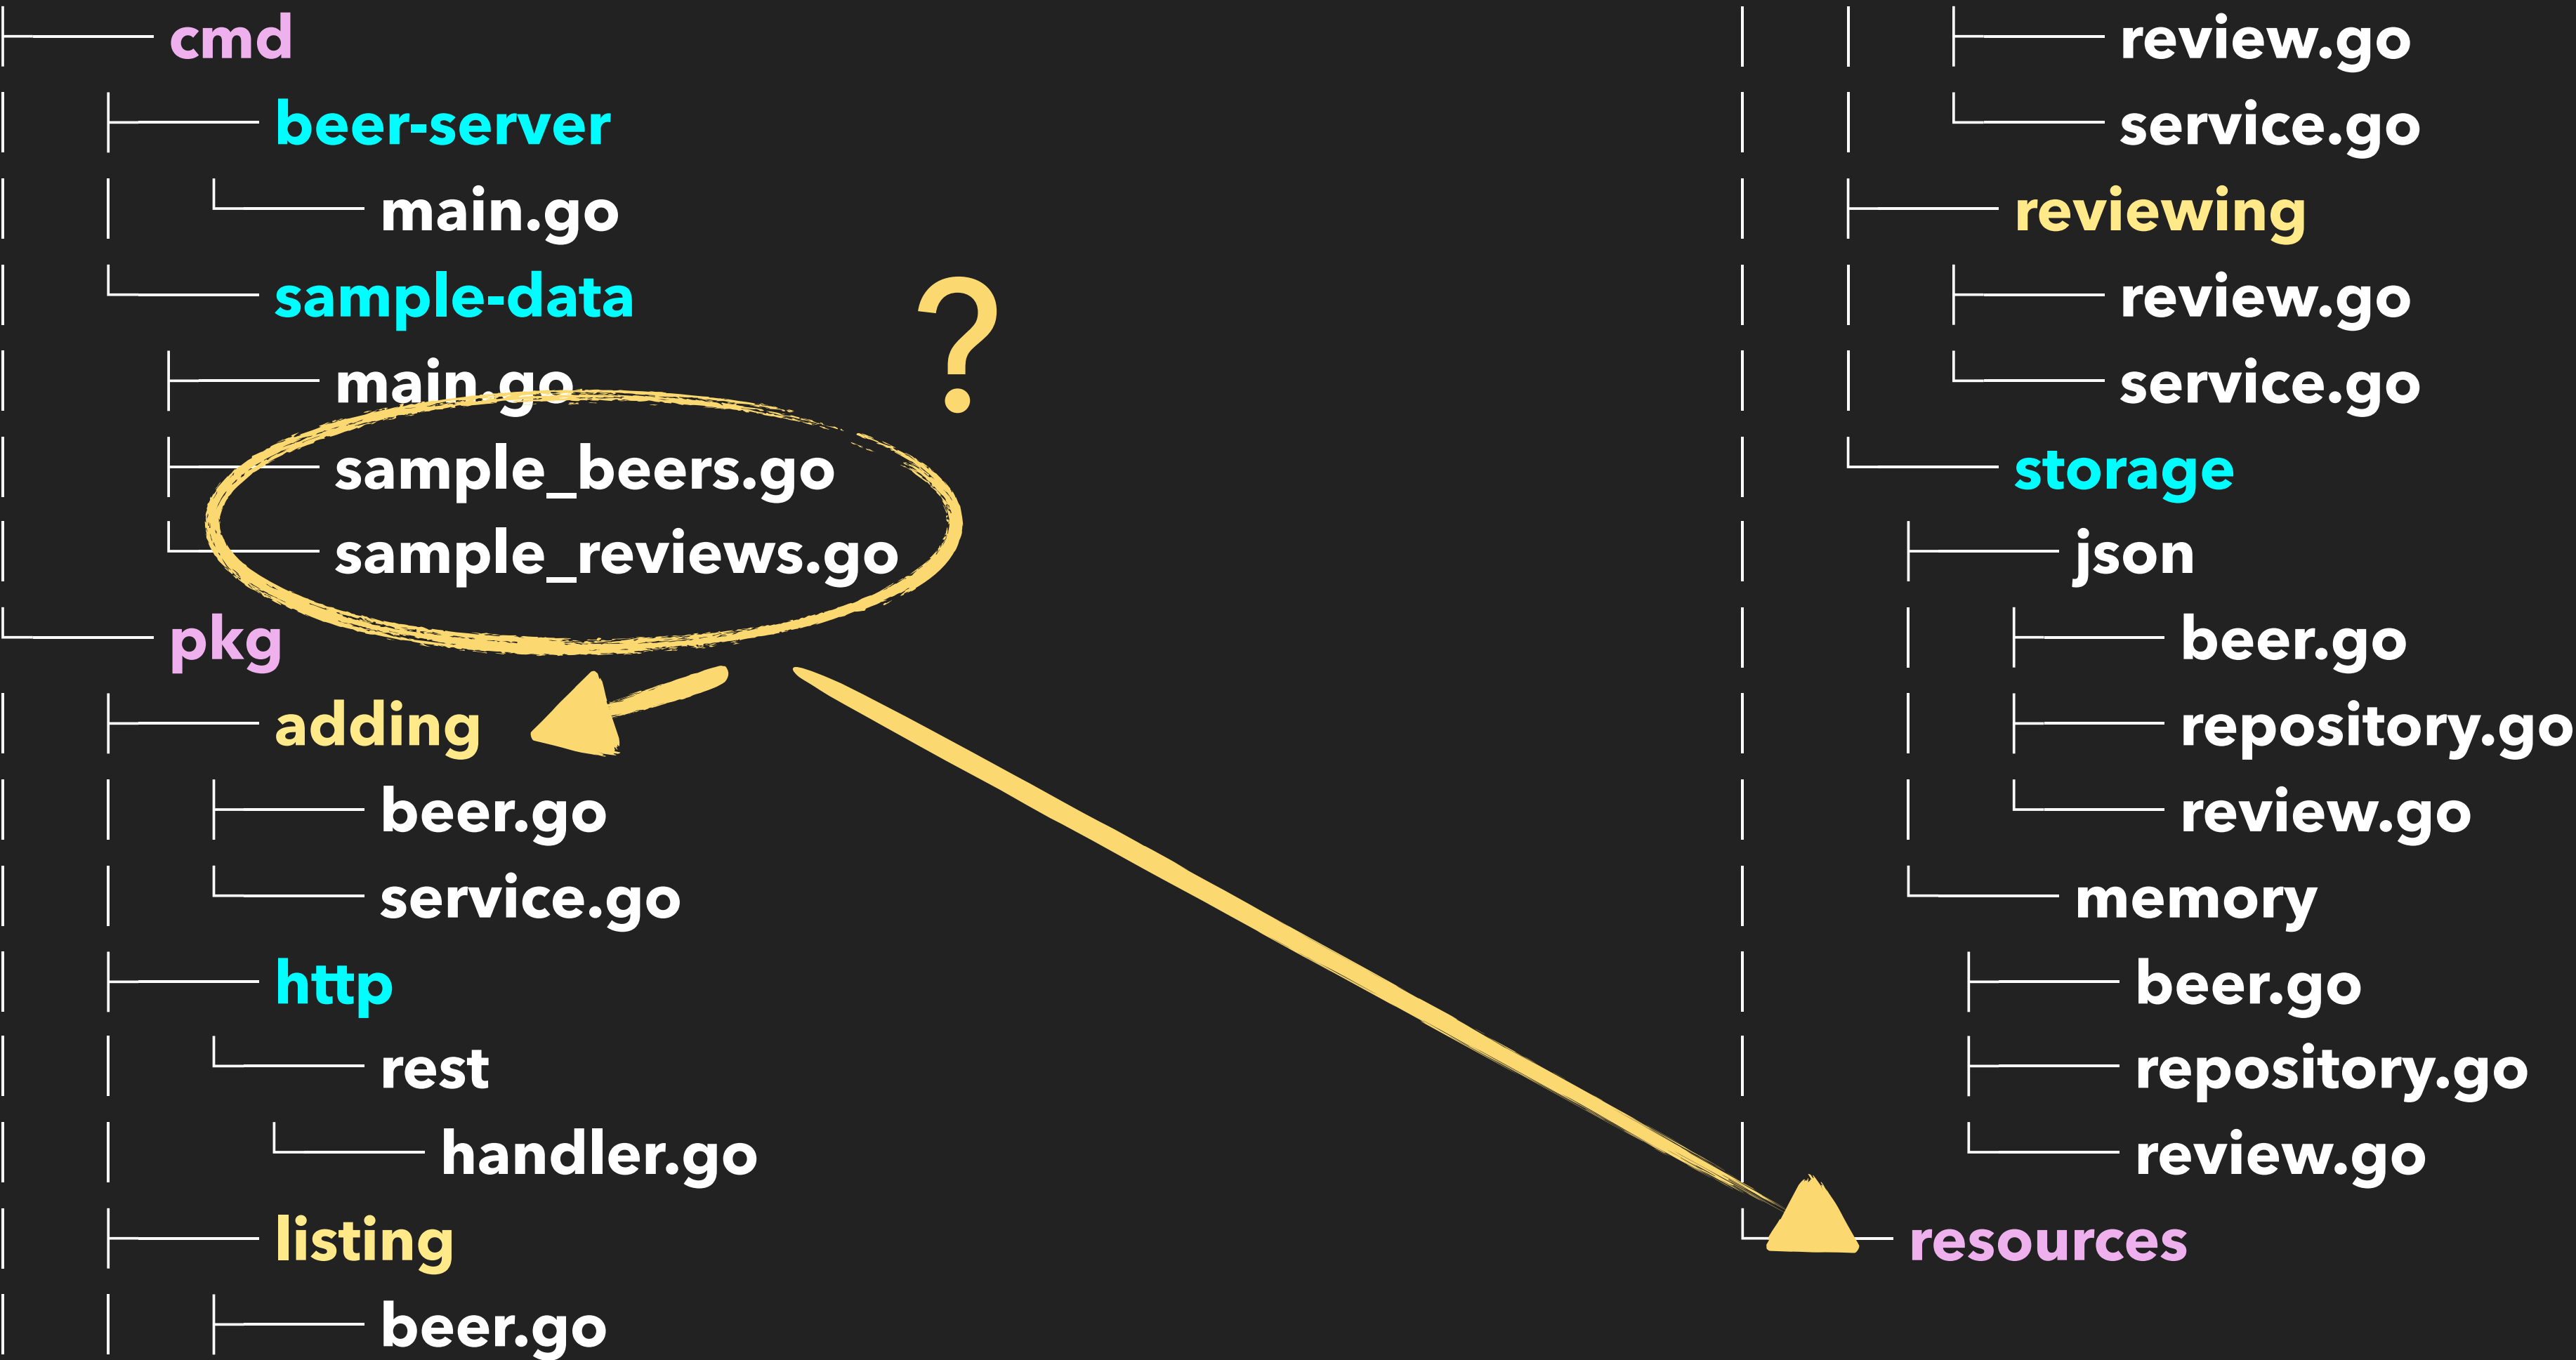 cmd
beer-server
main.go
sample-data
main.go
sample_beers.go
sample_reviews.go
pkg
adding
beer.go
service.go
http
rest
handler.go
listing
beer.go
?
review.go
service.go
reviewing
review.go
service.go
storage
json
beer.go
repository.go
review.go
memory
beer.go
repository.go
review.go
resources